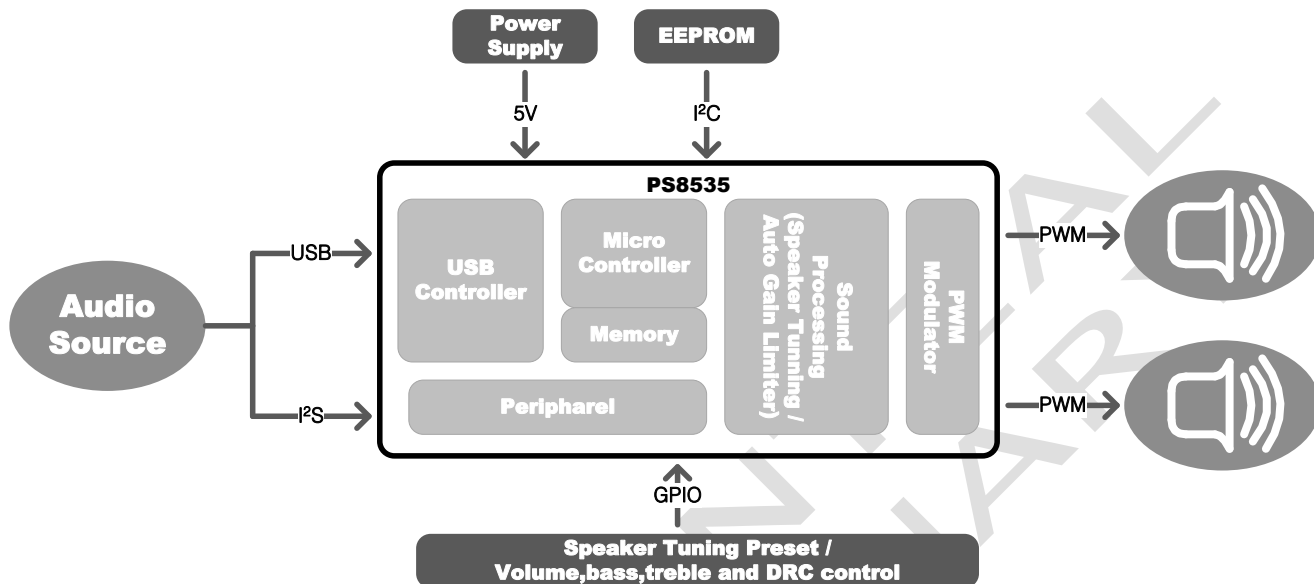 Power
Supply
EEPROM
5V
I²C
PS8535
USB
I²S
Audio
Source
USB
Controller
Micro
Controller
Memory
Peripharel
Sound
Processing
(Speaker Tunning /
Auto Gain Limiter)
PWM
Modulator
PWM
PWM
GPIO
Speaker Tuning Preset /
Volume,bass,treble and DRC control